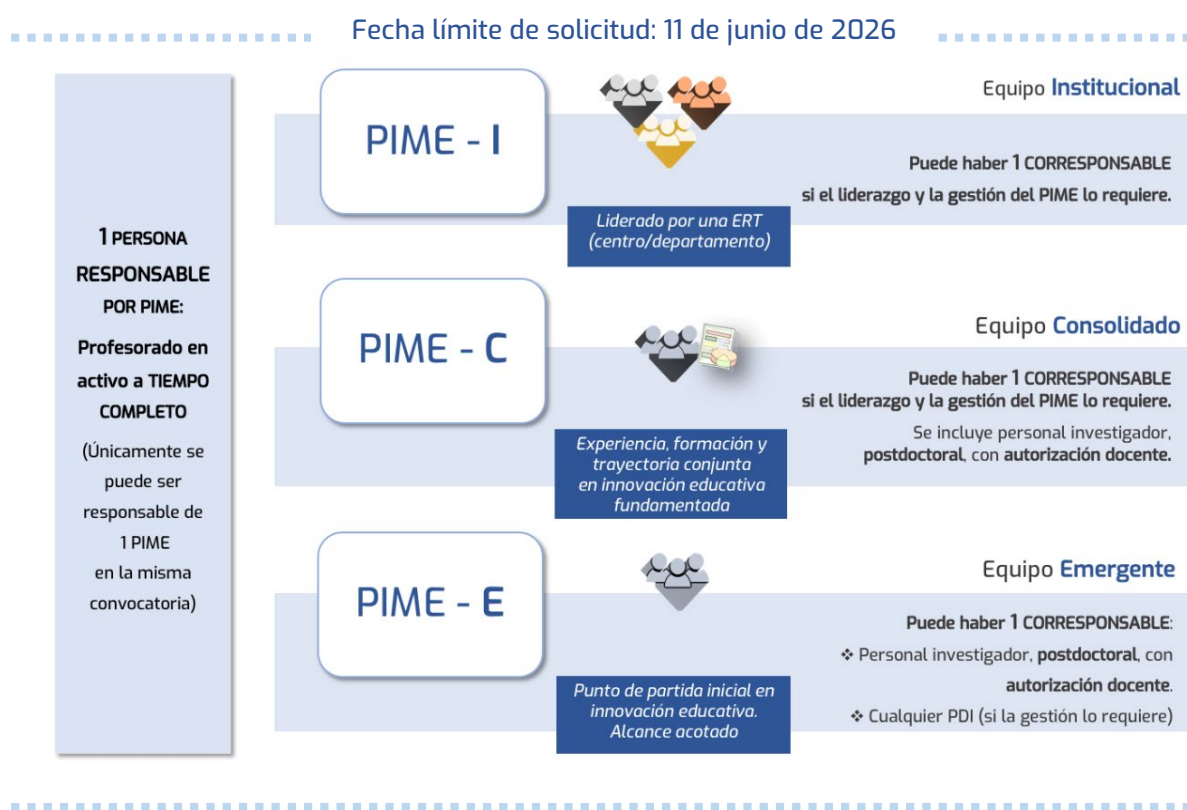 Fecha límite de solicitud: 11 de junio de 2026
1 PERSONA
RESPONSABLE
POR PIME:
Profesorado en
activo a TIEMPO
COMPLETO
(Únicamente se
puede ser
responsable de
1 PIME
en la misma
convocatoria)
PIME - I
Liderado por una ERT
(centro/departamento)
Equipo Institucional
Puede haber 1 CORRESPONSABLE
si el liderazgo y la gestión del PIME lo requiere.
PIME - C
Experiencia, formación y
trayectoria conjunta
en innovación educativa
fundamentada
Equipo Consolidado
Puede haber 1 CORRESPONSABLE
si el liderazgo y la gestión del PIME lo requiere.
Se incluye personal investigador,
postdoctoral, con autorización docente.
PIME - E
Punto de partida inicial en
innovación educativa.
Alcance acotado
Equipo Emergente
Puede haber 1 CORRESPONSABLE:
❖ Personal investigador, postdoctoral, con
autorización docente.
❖ Cualquier PDI (si la gestión lo requiere)